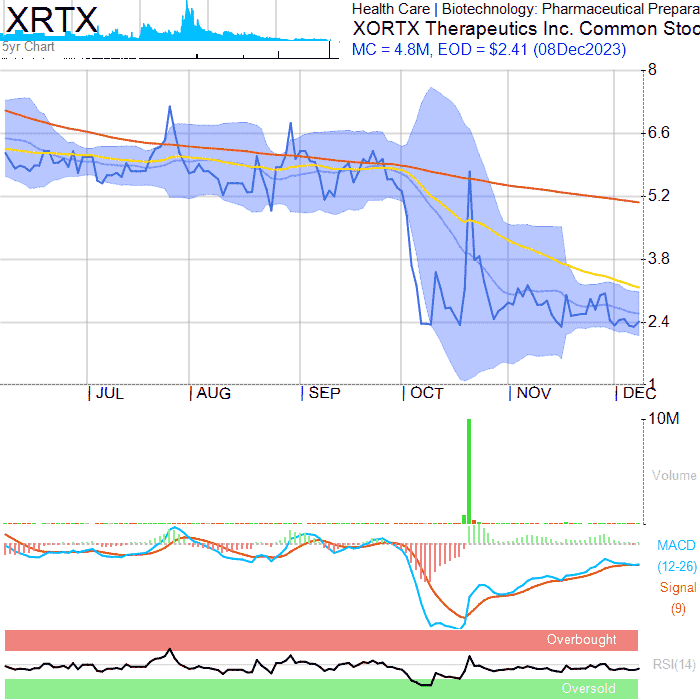 XRTX
Health Care | Biotechnology: Pharmaceutical Prepara
XORTX Therapeutics Inc. Common Stoc
5yr Chart
MC = 4.8M, EOD = $2.41 (08Dec2023)
8
6.6
5.2
3.8
2.4
1
JUL AUG SEP OCT NOV DEC
10M
Volume
MACD
(12-26)
Signal
(9)
Overbought
RSI(14)
Oversold